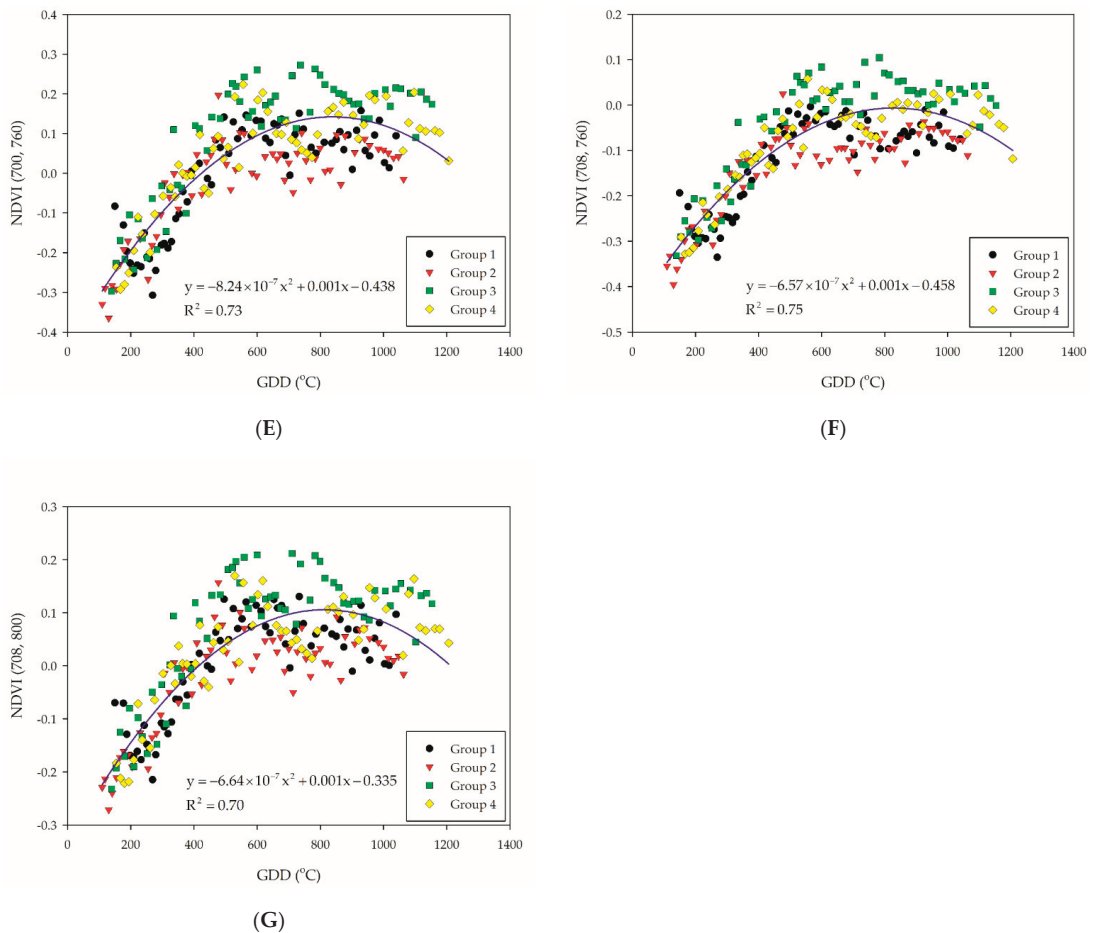 0.4
0.3
0.2
0.1
0.0
-0.1
-0.2
-0.3
-0.4
NDVI (700, 760)
Group 1
Group 2
Group 3
Group 4
y = −8.24×10⁻⁷ x² + 0.001x − 0.438
R² = 0.73
0 200 400 600 800 1000 1200 1400
GDD (°C)
(E)
0.2
0.1
0.0
-0.1
-0.2
-0.3
-0.4
-0.5
NDVI (708, 760)
Group 1
Group 2
Group 3
Group 4
y = −6.57×10⁻⁷ x² + 0.001x − 0.458
R² = 0.75
0 200 400 600 800 1000 1200 1400
GDD (°C)
(F)
0.3
0.2
0.1
0.0
-0.1
-0.2
-0.3
NDVI (708, 800)
Group 1
Group 2
Group 3
Group 4
y = −6.64×10⁻⁷ x² + 0.001x − 0.335
R² = 0.70
0 200 400 600 800 1000 1200 1400
GDD (°C)
(G)